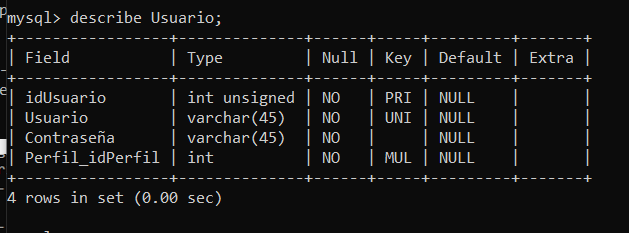 mysql> describe Usuario;
+------------------+--------------+------+-----+---------+-------+
| Field            | Type         | Null | Key | Default | Extra |
+------------------+--------------+------+-----+---------+-------+
| idUsuario        | int unsigned | NO   | PRI | NULL    |       |
| Usuario          | varchar(45)  | NO   | UNI | NULL    |       |
| Contraseña       | varchar(45)  | NO   |     | NULL    |       |
| Perfil_idPerfil  | int          | NO   | MUL | NULL    |       |
+------------------+--------------+------+-----+---------+-------+
4 rows in set (0.00 sec)